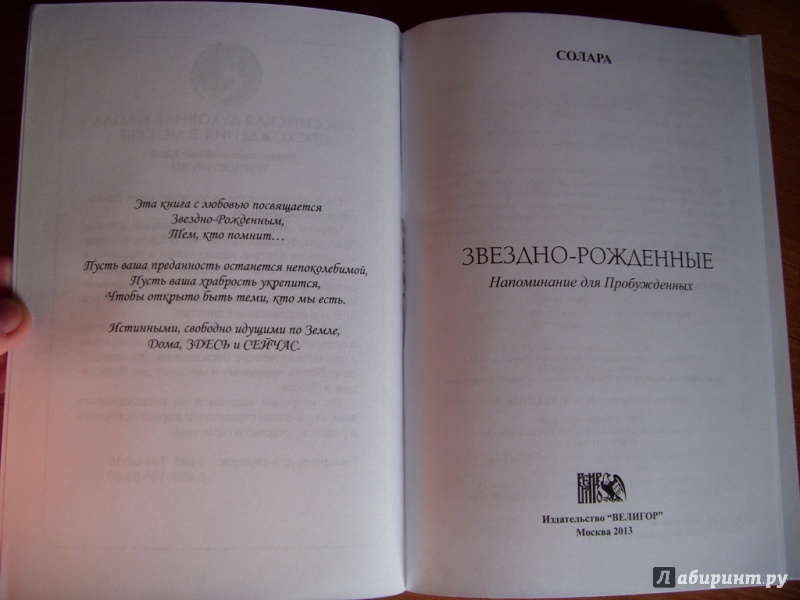 Эта книга с любовью посвящается
Звездно-Рожденным,
Тем, кто помнит...
Пусть ваша преданность останется непоколебимой,
Пусть ваша храбрость укрепится,
Чтобы открыто быть теми, кто мы есть.
Истинными, свободно идущими по Земле,
Дома, ЗДЕСЬ и СЕЙЧАС.
СОЛАРА
ЗВЕЗДНО-РОЖДЕННЫЕ
Напоминание для Пробужденных
Издательство "ВЕЛИГОР"
Москва 2013
Лабиринт.ру